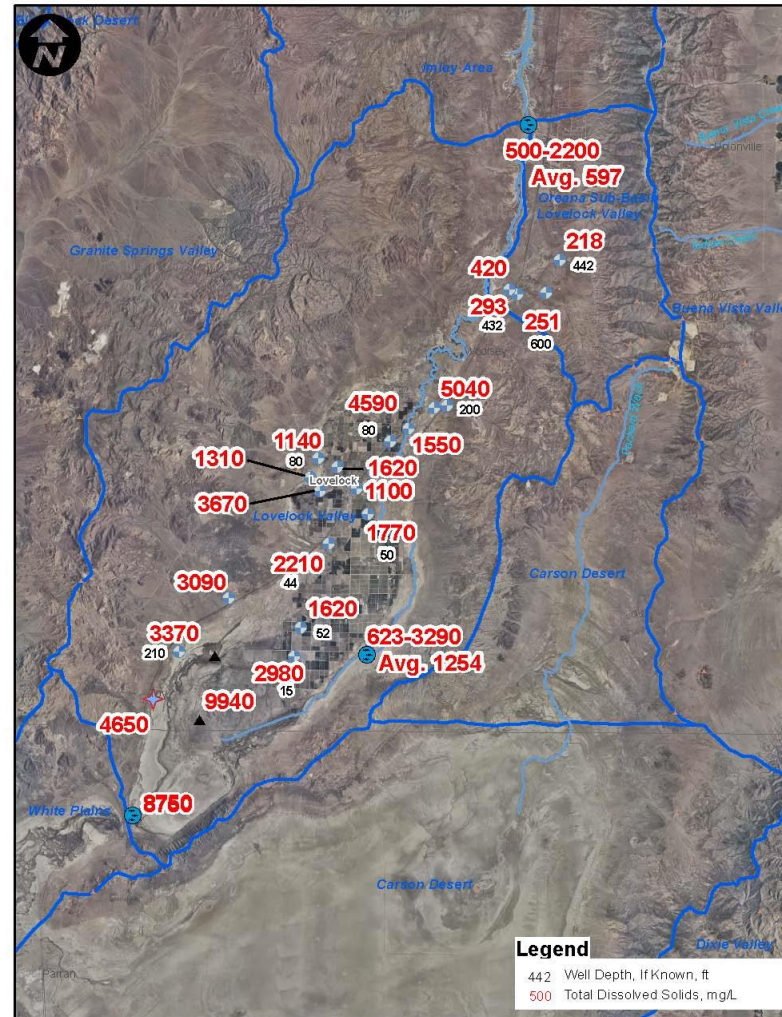 N
Imley Area
500-2200
Avg. 597
Oreana Sub-Basin
Lovelock Valley
Granite Springs Valley
218
442
420
293
432
251
600
Buena Vista Valley
4590
80
5040
200
1550
1140
80
1310
1620
Lovelock
3670
1100
Lovelock Valley
1770
50
2210
44
Carson Desert
3090
1620
52
623-3290
Avg. 1254
3370
210
2980
15
9940
4650
White Plains
8760
Carson Desert
Dixie Valley
Parran
Legend
442 Well Depth, If Known, ft
500 Total Dissolved Solids, mg/L